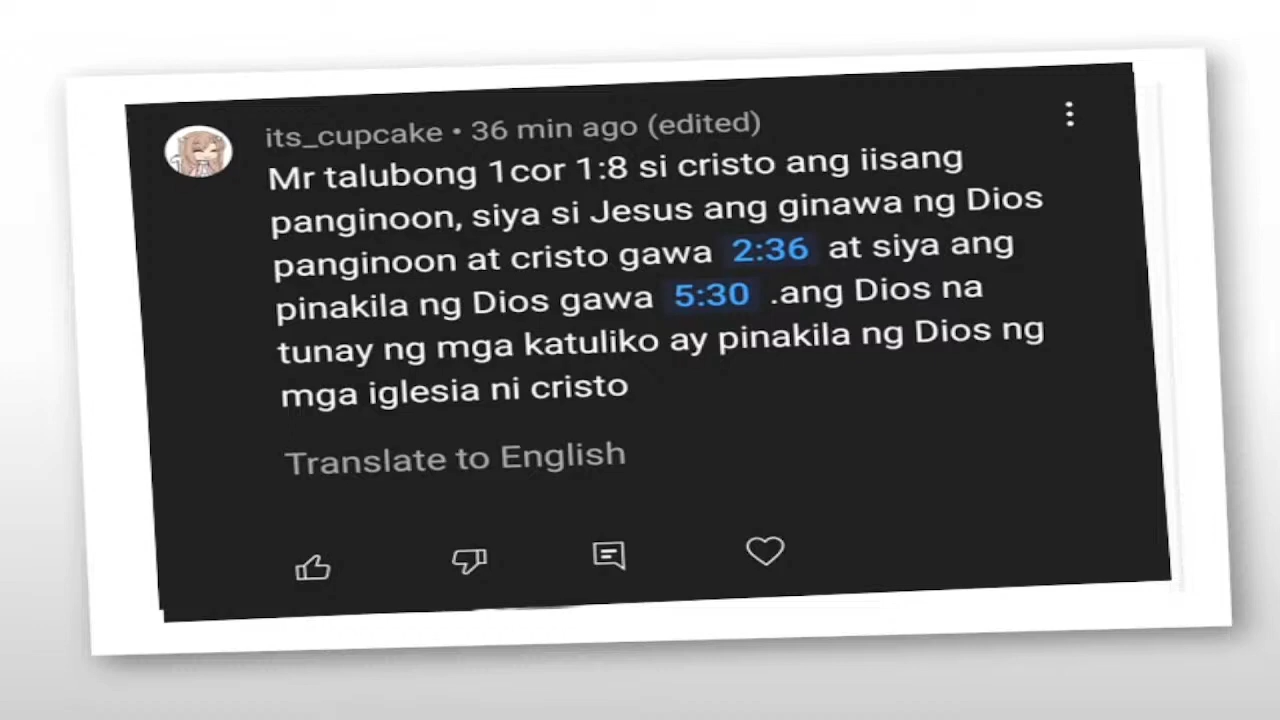 its_cupcake • 36 min ago (edited)
Mr talubong 1cor 1:8 si cristo ang iisang
panginoon, siya si Jesus ang ginawa ng Dios
panginoon at cristo gawa 2:36 at siya ang
pinakila ng Dios gawa 5:30 .ang Dios na
tunay ng mga katuliko ay pinakila ng Dios ng
mga iglesia ni cristo
Translate to English